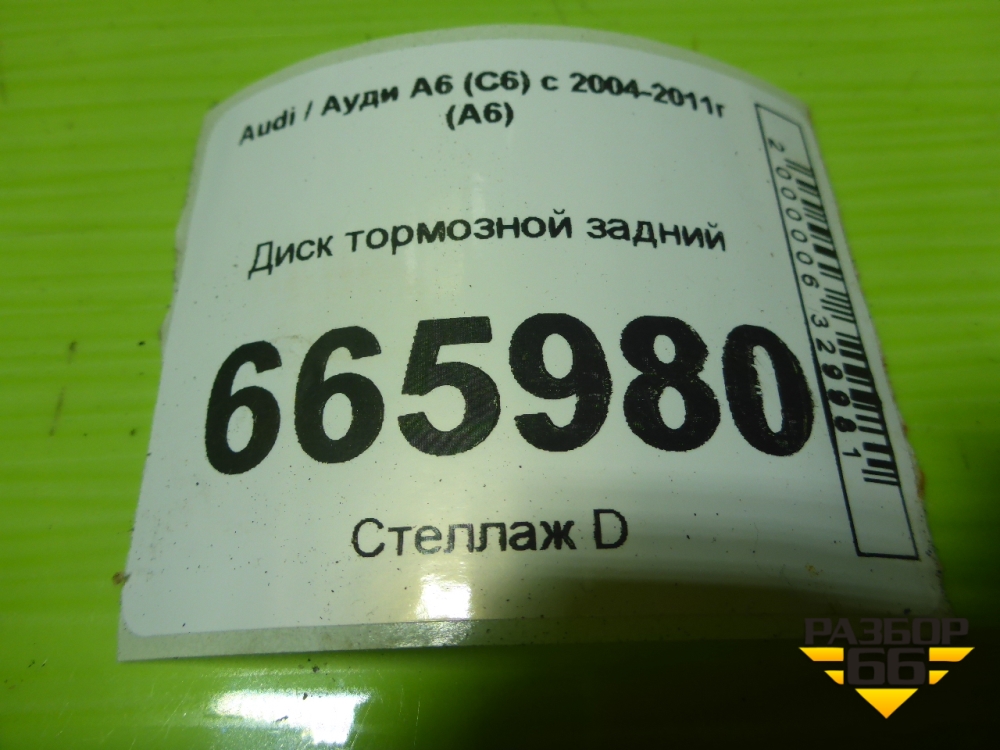 Audi / Ауди А6 (С6) с 2004-2011г
(А6)
Диск тормозной задний
665980
Стеллаж D
2000006329981
РАЗБОР
66